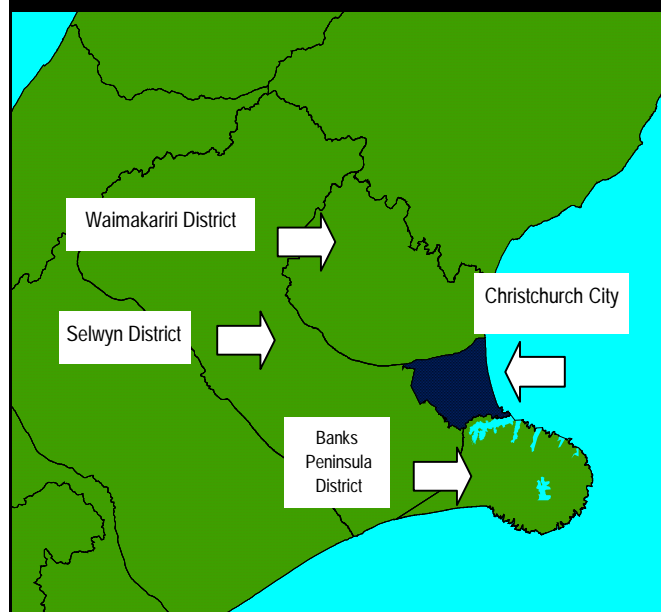 Waimakariri District
Christchurch City
Selwyn District
Banks
Peninsula
District